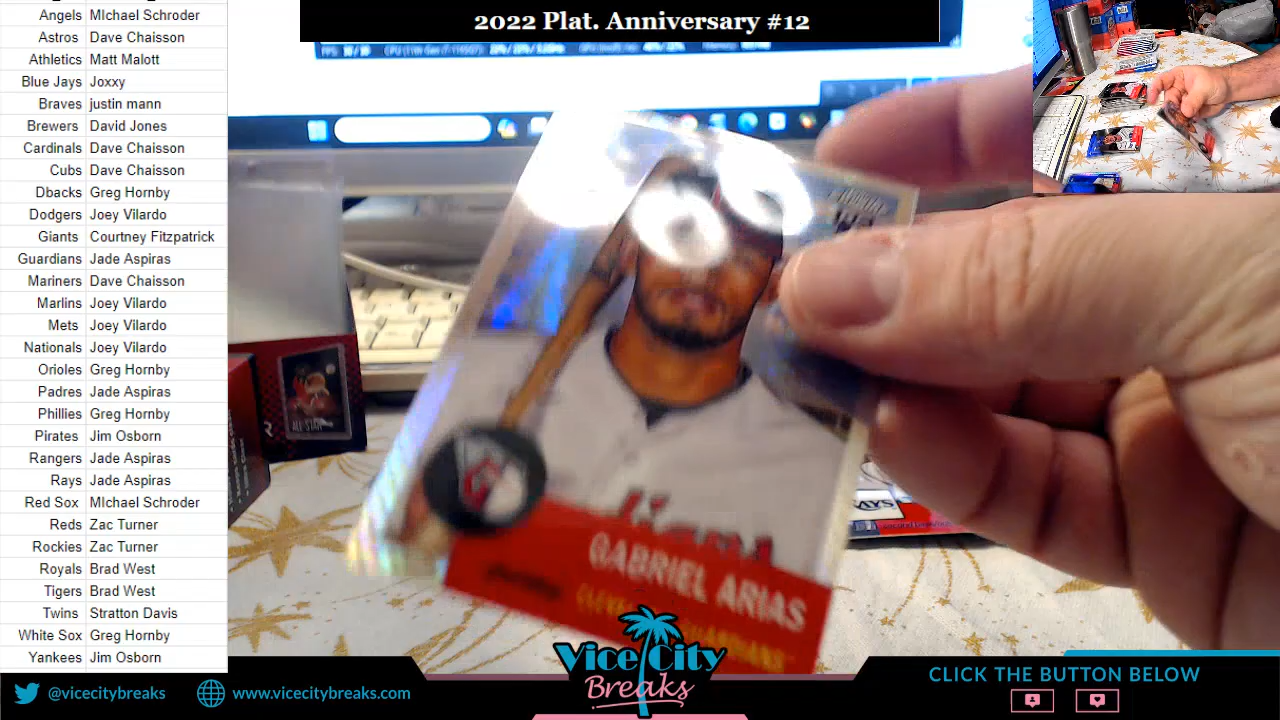 2022 Plat. Anniversary #12
Angels MIchael Schroder
Astros Dave Chaisson
Athletics Matt Malott
Blue Jays Joxxy
Braves justin mann
Brewers David Jones
Cardinals Dave Chaisson
Cubs Dave Chaisson
Dbacks Greg Hornby
Dodgers Joey Vilardo
Giants Courtney Fitzpatrick
Guardians Jade Aspiras
Mariners Dave Chaisson
Marlins Joey Vilardo
Mets Joey Vilardo
Nationals Joey Vilardo
Orioles Greg Hornby
Padres Jade Aspiras
Phillies Greg Hornby
Pirates Jim Osborn
Rangers Jade Aspiras
Rays Jade Aspiras
Red Sox MIchael Schroder
Reds Zac Turner
Rockies Zac Turner
Royals Brad West
Tigers Brad West
Twins Stratton Davis
White Sox Greg Hornby
Yankees Jim Osborn
ALL-STAR
GABRIEL ARIAS
Vice City
Breaks
@vicecitybreaks
www.vicecitybreaks.com
CLICK THE BUTTON BELOW